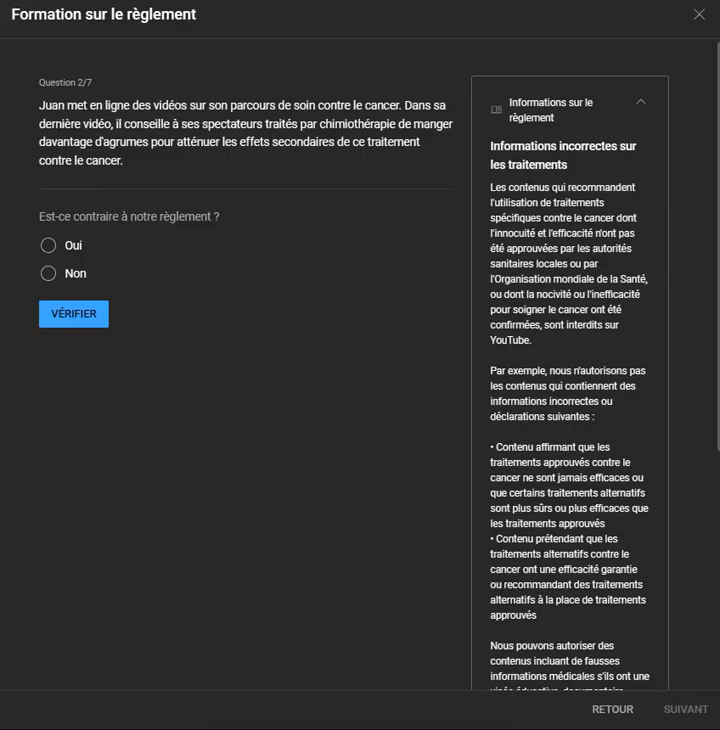 Formation sur le règlement
Question 2/7
Juan met en ligne des vidéos sur son parcours de soin contre le cancer. Dans sa
dernière vidéo, il conseille à ses spectateurs traités par chimiothérapie de manger
davantage d'agrumes pour atténuer les effets secondaires de ce traitement
contre le cancer.
Est-ce contraire à notre règlement ?
Oui
Non
VÉRIFIER
Informations sur le
règlement
Informations incorrectes sur
les traitements
Les contenus qui recommandent
l'utilisation de traitements
spécifiques contre le cancer dont
l'innocuité et l'efficacité n'ont pas
été approuvées par les autorités
sanitaires locales ou par
l'Organisation mondiale de la Santé,
ou dont la nocivité ou l'inefficacité
pour soigner le cancer ont été
confirmées, sont interdits sur
YouTube.
Par exemple, nous n'autorisons pas
les contenus qui contiennent des
informations incorrectes ou
déclarations suivantes :
• Contenu affirmant que les
traitements approuvés contre le
cancer ne sont jamais efficaces ou
que certains traitements alternatifs
sont plus sûrs ou plus efficaces que
les traitements approuvés
• Contenu prétendant que les
traitements alternatifs contre le
cancer ont une efficacité garantie
ou recommandant des traitements
alternatifs à la place de traitements
approuvés
Nous pouvons autoriser des
contenus incluant de fausses
informations médicales s'ils ont une
visée éducative, documentaire,
RETOUR
SUIVANT